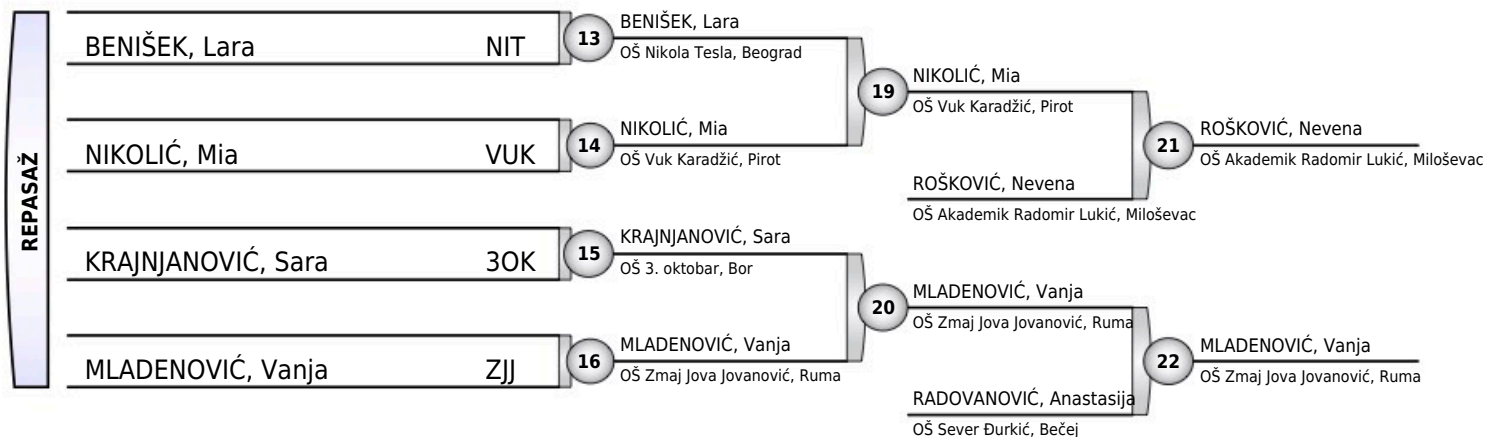 REPASAŽ
BENIŠEK, Lara NIT
NIKOLIĆ, Mia VUK
KRAJNJANOVIĆ, Sara 3OK
MLADENOVIĆ, Vanja ZJJ
13
BENIŠEK, Lara
OŠ Nikola Tesla, Beograd
14
NIKOLIĆ, Mia
OŠ Vuk Karadžić, Pirot
15
KRAJNJANOVIĆ, Sara
OŠ 3. oktobar, Bor
16
MLADENOVIĆ, Vanja
OŠ Zmaj Jova Jovanović, Ruma
19
NIKOLIĆ, Mia
OŠ Vuk Karadžić, Pirot
ROŠKOVIĆ, Nevena
OŠ Akademik Radomir Lukić, Miloševac
20
MLADENOVIĆ, Vanja
OŠ Zmaj Jova Jovanović, Ruma
RADOVANOVIĆ, Anastasija
OŠ Sever Đurkić, Bečej
21
ROŠKOVIĆ, Nevena
OŠ Akademik Radomir Lukić, Miloševac
22
MLADENOVIĆ, Vanja
OŠ Zmaj Jova Jovanović, Ruma